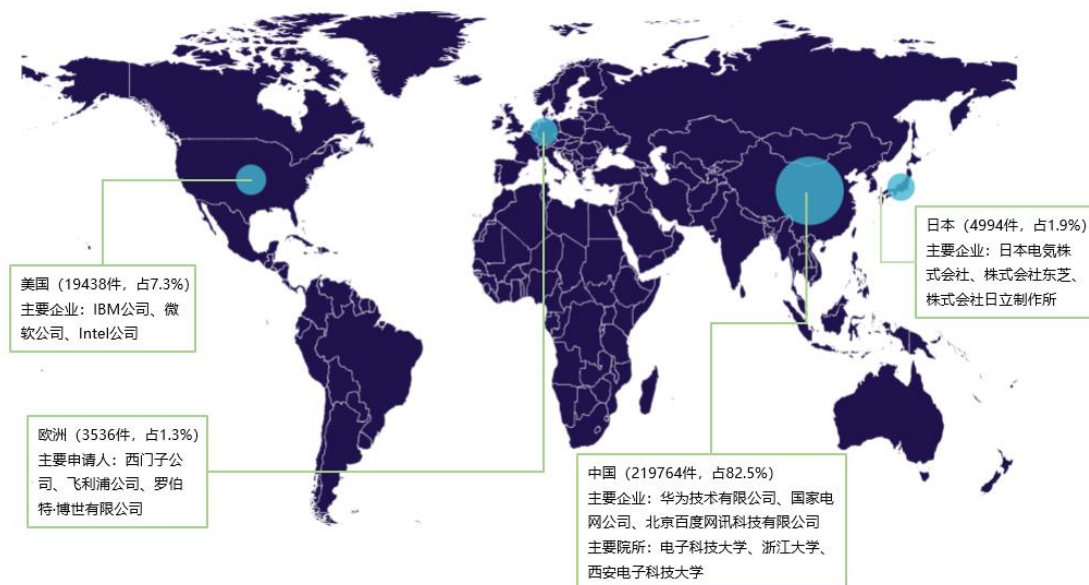 日本（4994件，占1.9%）
主要企业：日本电気株
式会社、株式会社东芝、
株式会社日立制作所
美国（19438件，占7.3%）
主要企业：IBM公司、微
软公司、Intel公司
欧洲（3536件，占1.3%）
主要申请人：西门子公
司、飞利浦公司、罗伯
特·博世有限公司
中国（219764件，占82.5%）
主要企业：华为技术有限公司、国家电
网公司、北京百度网讯科技有限公司
主要院所：电子科技大学、浙江大学、
西安电子科技大学